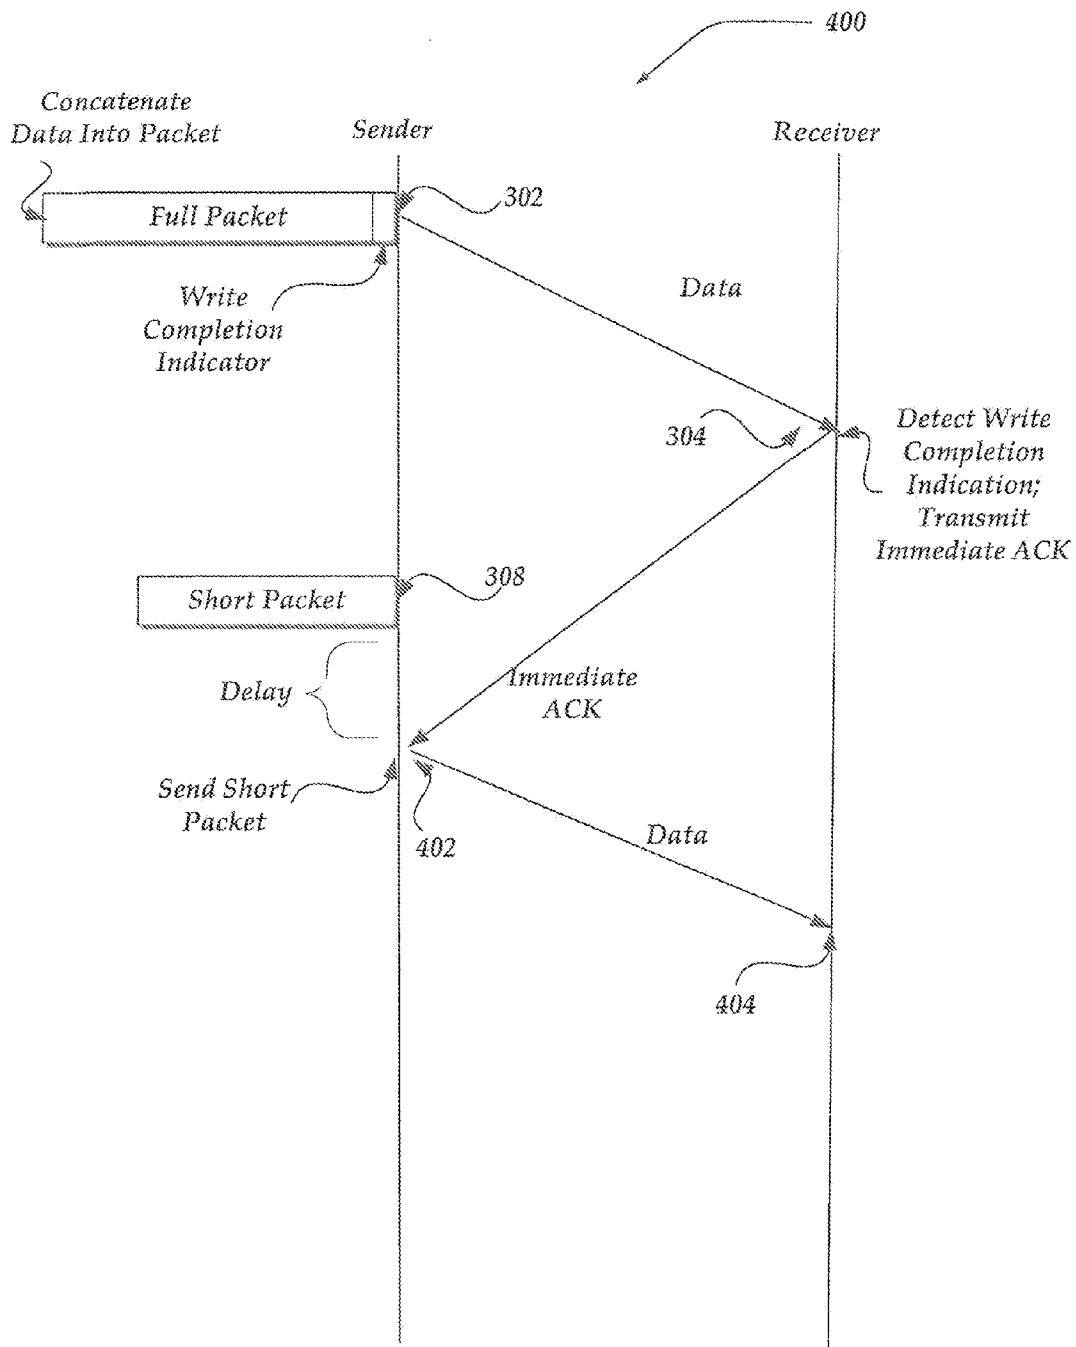 400
Concatenate
Data Into Packet
Sender
Receiver
Full Packet
302
Write
Completion
Indicator
Data
304
Detect Write
Completion
Indication;
Transmit
Immediate ACK
Short Packet
308
Delay
Immediate
ACK
Send Short
Packet
402
Data
404